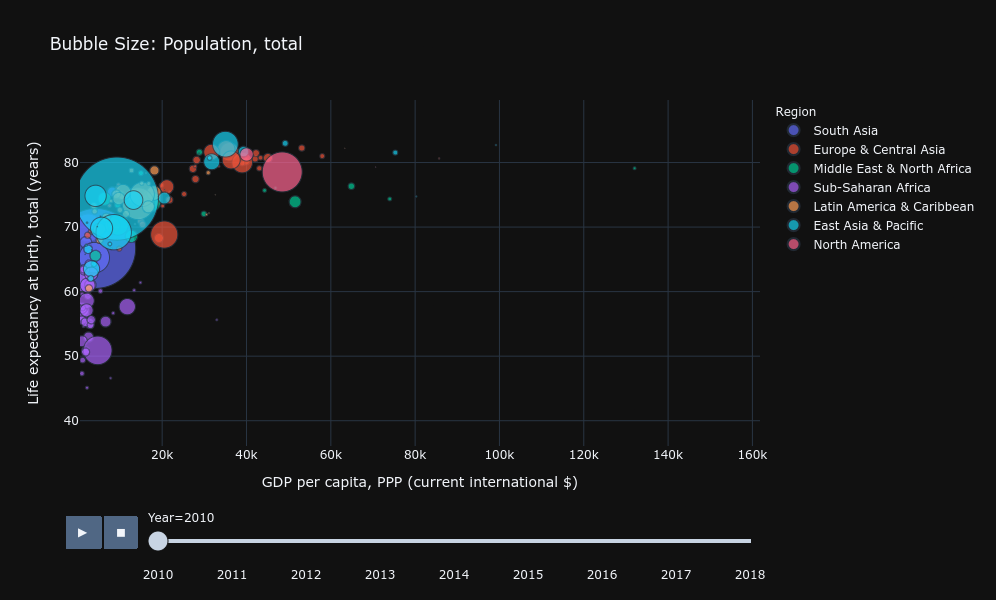 Bubble Size: Population, total
Region
South Asia
Europe & Central Asia
Middle East & North Africa
Sub-Saharan Africa
Latin America & Caribbean
East Asia & Pacific
North America
Life expectancy at birth, total (years)
80
70
60
50
40
20k 40k 60k 80k 100k 120k 140k 160k
GDP per capita, PPP (current international $)
Year=2010
2010 2011 2012 2013 2014 2015 2016 2017 2018